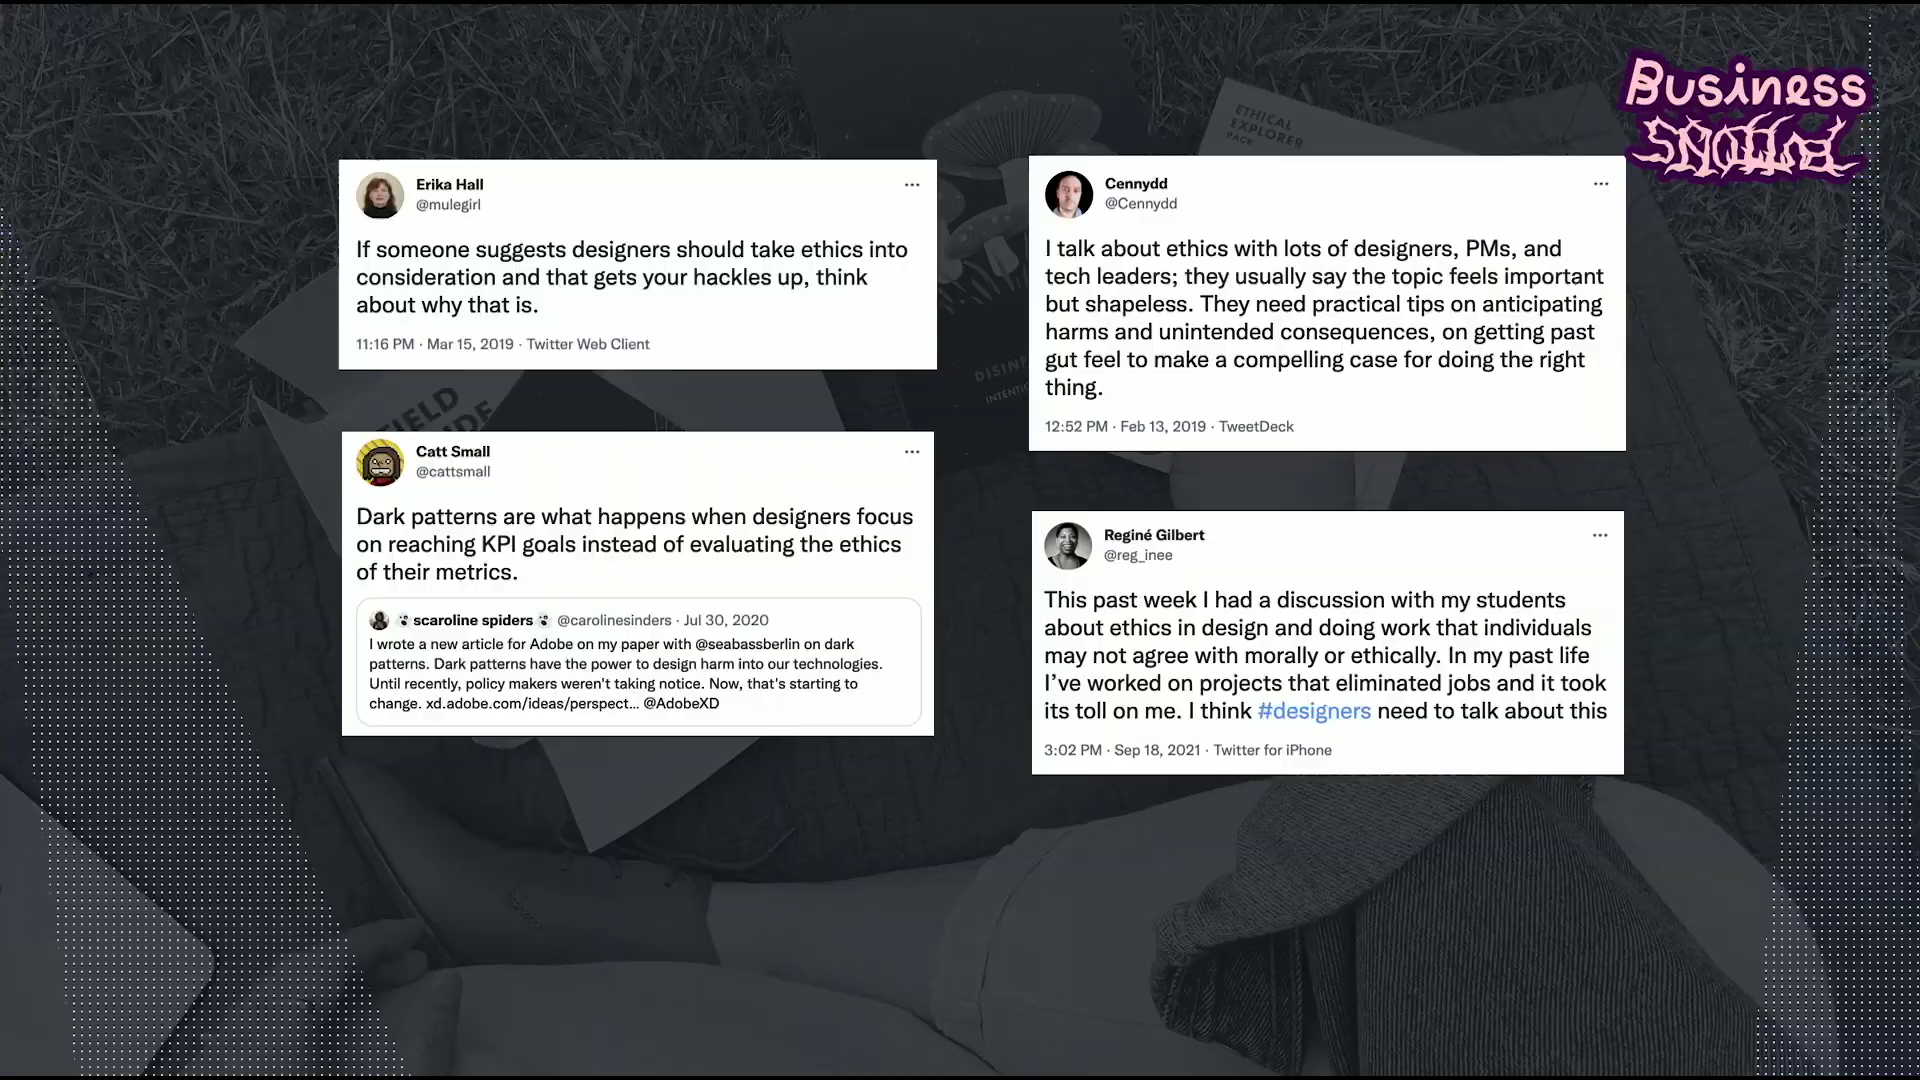 Business
ETHICAL
EXPLORER
PACK
Erika Hall
@mulegirl
If someone suggests designers should take ethics into
consideration and that gets your hackles up, think
about why that is.
11:16 PM · Mar 15, 2019 · Twitter Web Client
Cennydd
@Cennydd
I talk about ethics with lots of designers, PMs, and
tech leaders; they usually say the topic feels important
but shapeless. They need practical tips on anticipating
harms and unintended consequences, on getting past
gut feel to make a compelling case for doing the right
thing.
12:52 PM · Feb 13, 2019 · TweetDeck
Catt Small
@cattsmall
Dark patterns are what happens when designers focus
on reaching KPI goals instead of evaluating the ethics
of their metrics.
scaroline spiders @carolinesinders · Jul 30, 2020
I wrote a new article for Adobe on my paper with @seabassberlin on dark
patterns. Dark patterns have the power to design harm into our technologies.
Until recently, policy makers weren't taking notice. Now, that's starting to
change. xd.adobe.com/ideas/perspect... @AdobeXD
Reginé Gilbert
@reg_inee
This past week I had a discussion with my students
about ethics in design and doing work that individuals
may not agree with morally or ethically. In my past life
I've worked on projects that eliminated jobs and it took
its toll on me. I think #designers need to talk about this
3:02 PM · Sep 18, 2021 · Twitter for iPhone